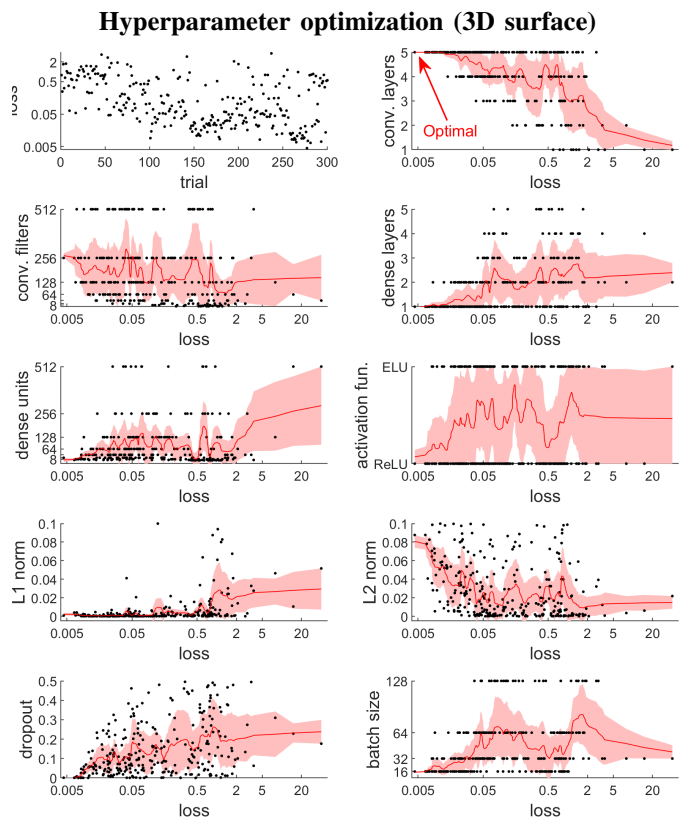 Hyperparameter optimization (3D surface)
2
0.5
0.05
0.005
0 50 100 150 200 250 300
trial
conv. layers
5
4
3
2
1
Optimal
0.005 0.05 0.5 2 5 20
loss
conv. filters
512
256
128
64
8
0.005 0.05 0.5 2 5 20
loss
dense layers
5
4
3
2
1
0.005 0.05 0.5 2 5 20
loss
dense units
512
256
128
64
8
0.005 0.05 0.5 2 5 20
loss
activation fun.
ELU
ReLU
0.005 0.05 0.5 2 5 20
loss
L1 norm
0.1
0.08
0.06
0.04
0.02
0
0.005 0.05 0.5 2 5 20
loss
L2 norm
0.1
0.08
0.06
0.04
0.02
0
0.005 0.05 0.5 2 5 20
loss
dropout
0.5
0.4
0.3
0.2
0.1
0
0.005 0.05 0.5 2 5 20
loss
batch size
128
64
32
16
0.005 0.05 0.5 2 5 20
loss